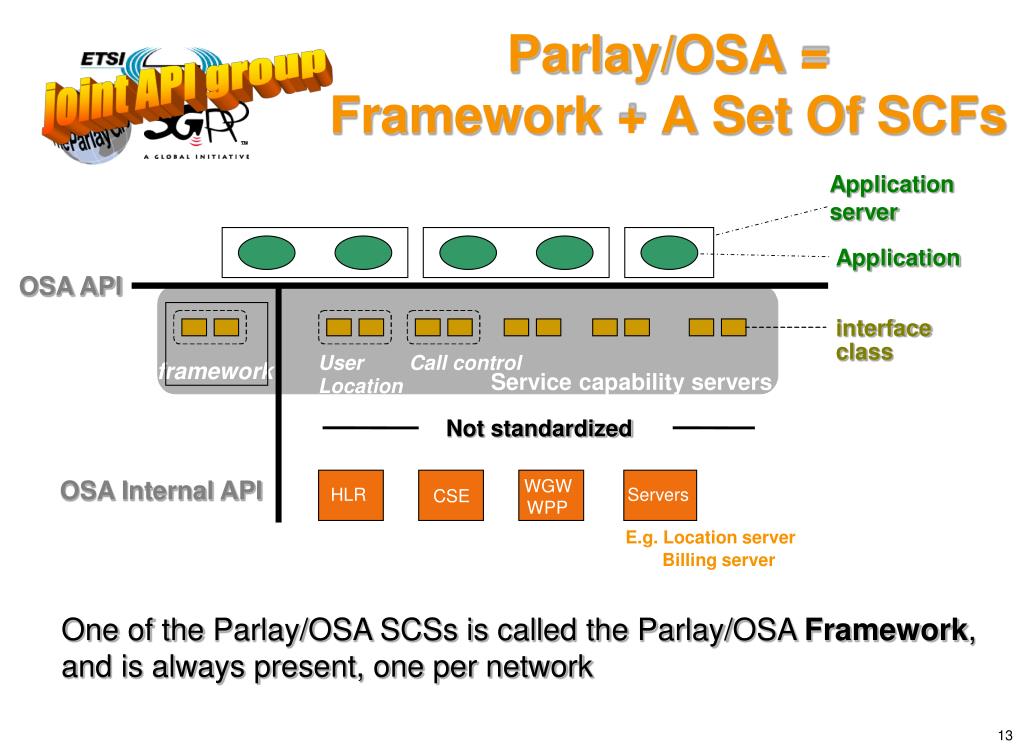 ETSI
joint API group
The Parlay Group
3GPP
TM
A GLOBAL INITIATIVE
Parlay/OSA =
Framework + A Set Of SCFs
Application
server
Application
OSA API
interface
class
framework
User
Location
Call control
Service capability servers
Not standardized
OSA Internal API
HLR
CSE
WGW
WPP
Servers
E.g. Location server
Billing server
One of the Parlay/OSA SCSs is called the Parlay/OSA Framework,
and is always present, one per network
13